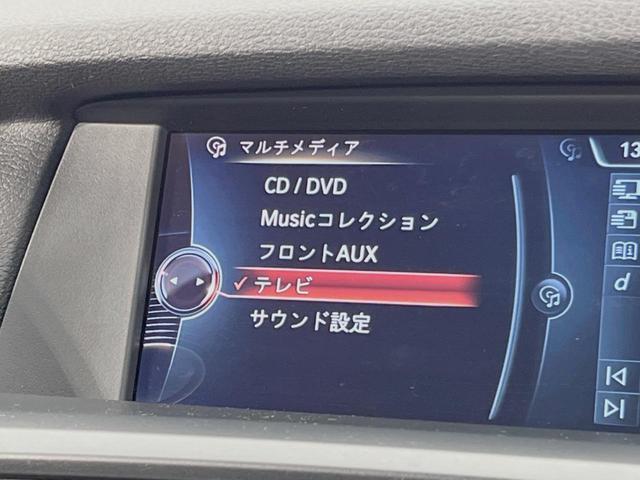 マルチメディア
13
CD / DVD
Musicコレクション
フロントAUX
✓テレビ
サウンド設定
d